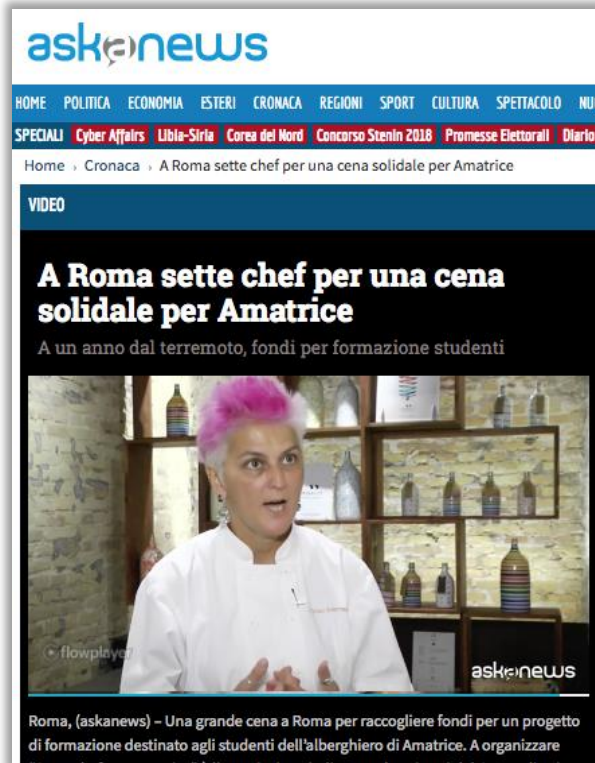 askanews
HOME POLITICA ECONOMIA ESTERI CRONACA REGIONI SPORT CULTURA SPETTACOLO NU
SPECIALI Cyber Affairs Libia-Siria Corea del Nord Concorso Stenin 2018 Promesse Elettorali Diario
Home › Cronaca › A Roma sette chef per una cena solidale per Amatrice
VIDEO
A Roma sette chef per una cena
solidale per Amatrice
A un anno dal terremoto, fondi per formazione studenti
flowplayer
askanews
Roma, (askanews) – Una grande cena a Roma per raccogliere fondi per un progetto
di formazione destinato agli studenti dell'alberghiero di Amatrice. A organizzare